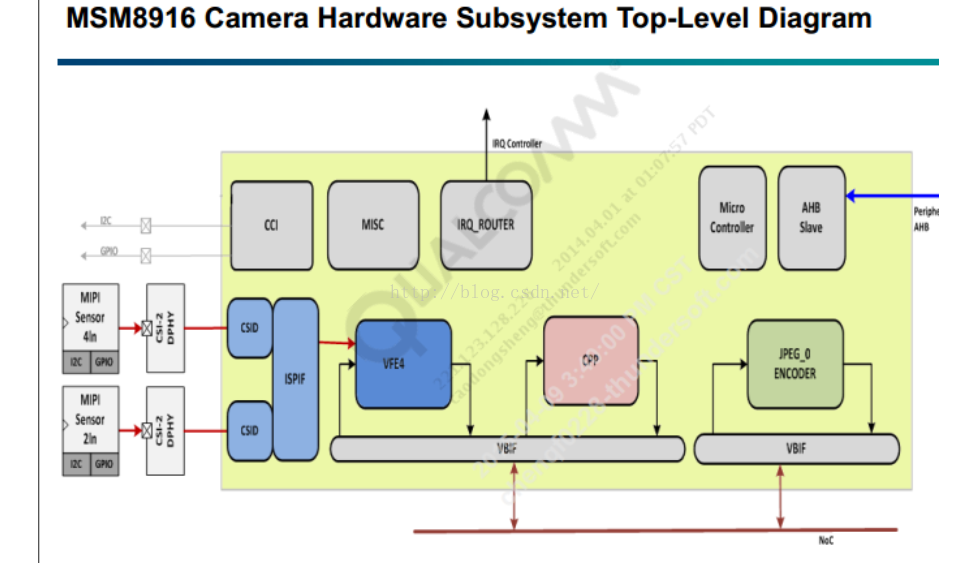 MSM8916 Camera Hardware Subsystem Top-Level Diagram
IRQ Controller
CCI
MISC
IRQ_ROUTER
Micro
Controller
AHB
Slave
Periphe
AHB
I2C
GPIO
MIPI
Sensor
4ln
I2C GPIO
CSI-2
DPHY
CSID
ISPIF
VFE4
CPP
JPEG_0
ENCODER
MIPI
Sensor
2ln
I2C GPIO
CSI-2
DPHY
CSID
VBIF
VBIF
NoC
QUALCOMM
2014.04.01 at 01:07:57 PDT
http://blog.csdn.net/